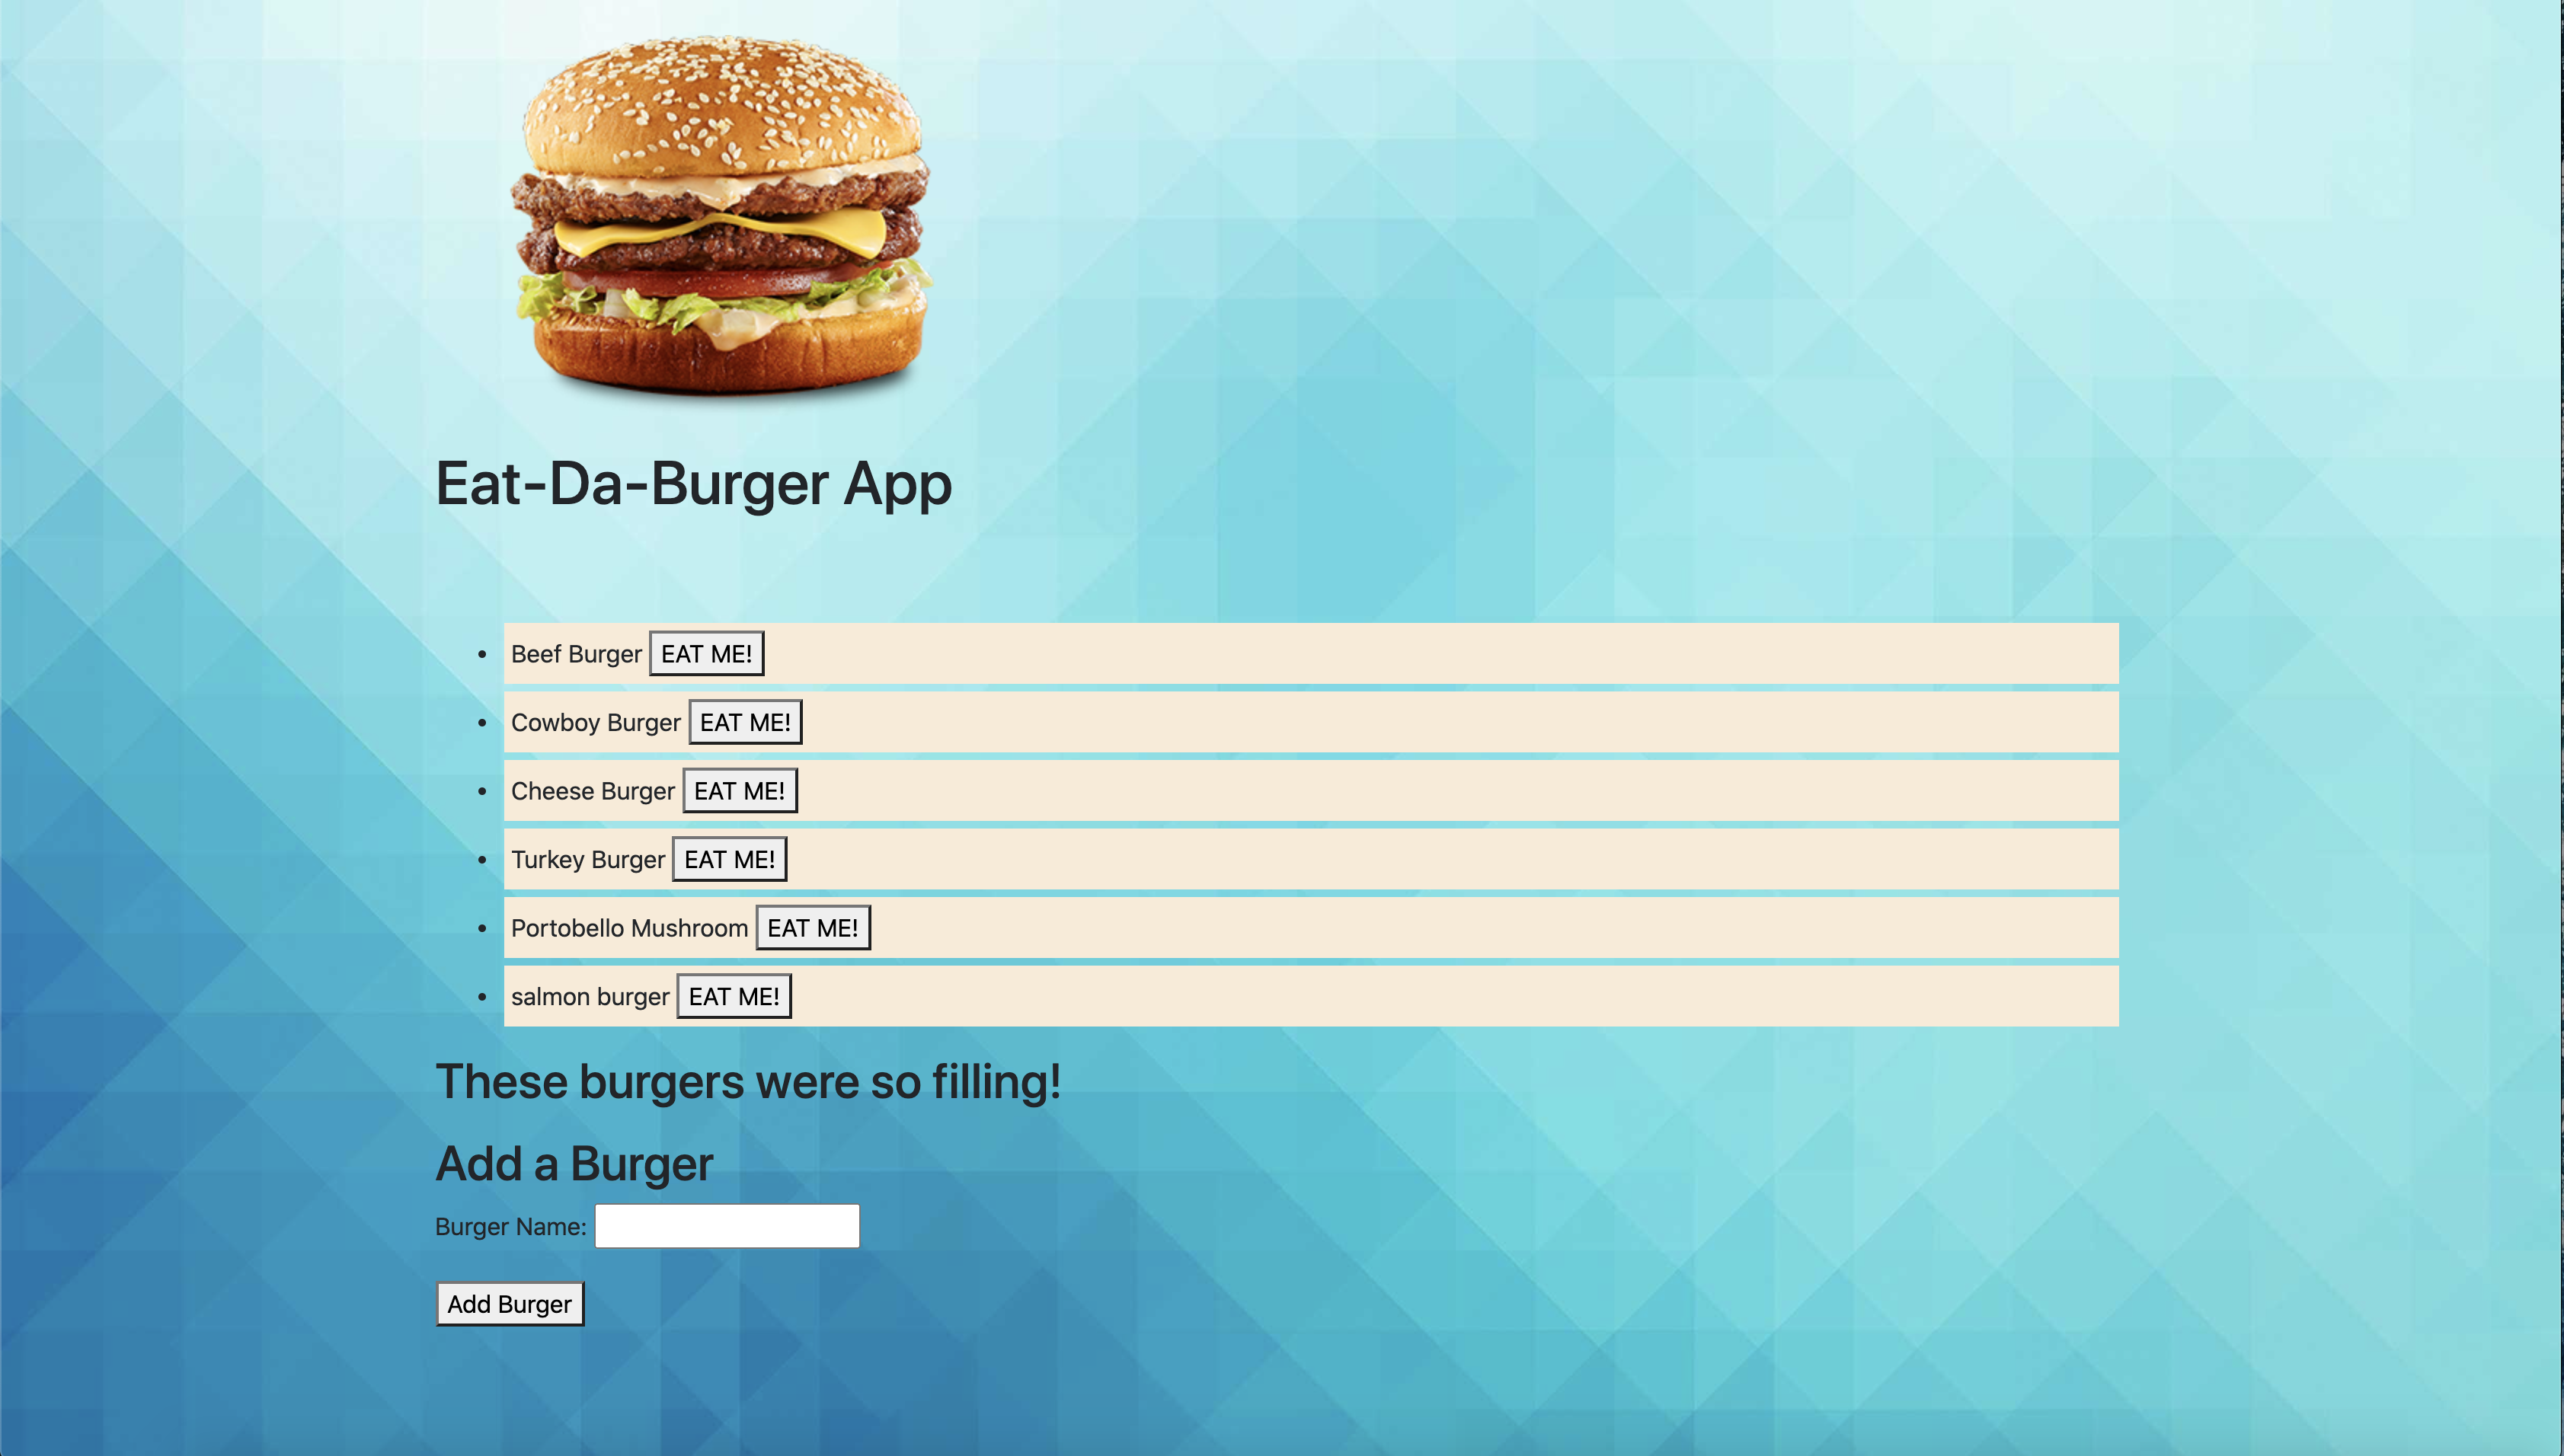 Eat-Da-Burger App
Beef Burger EAT ME!
Cowboy Burger EAT ME!
Cheese Burger EAT ME!
Turkey Burger EAT ME!
Portobello Mushroom EAT ME!
salmon burger EAT ME!
These burgers were so filling!
Add a Burger
Burger Name:
Add Burger